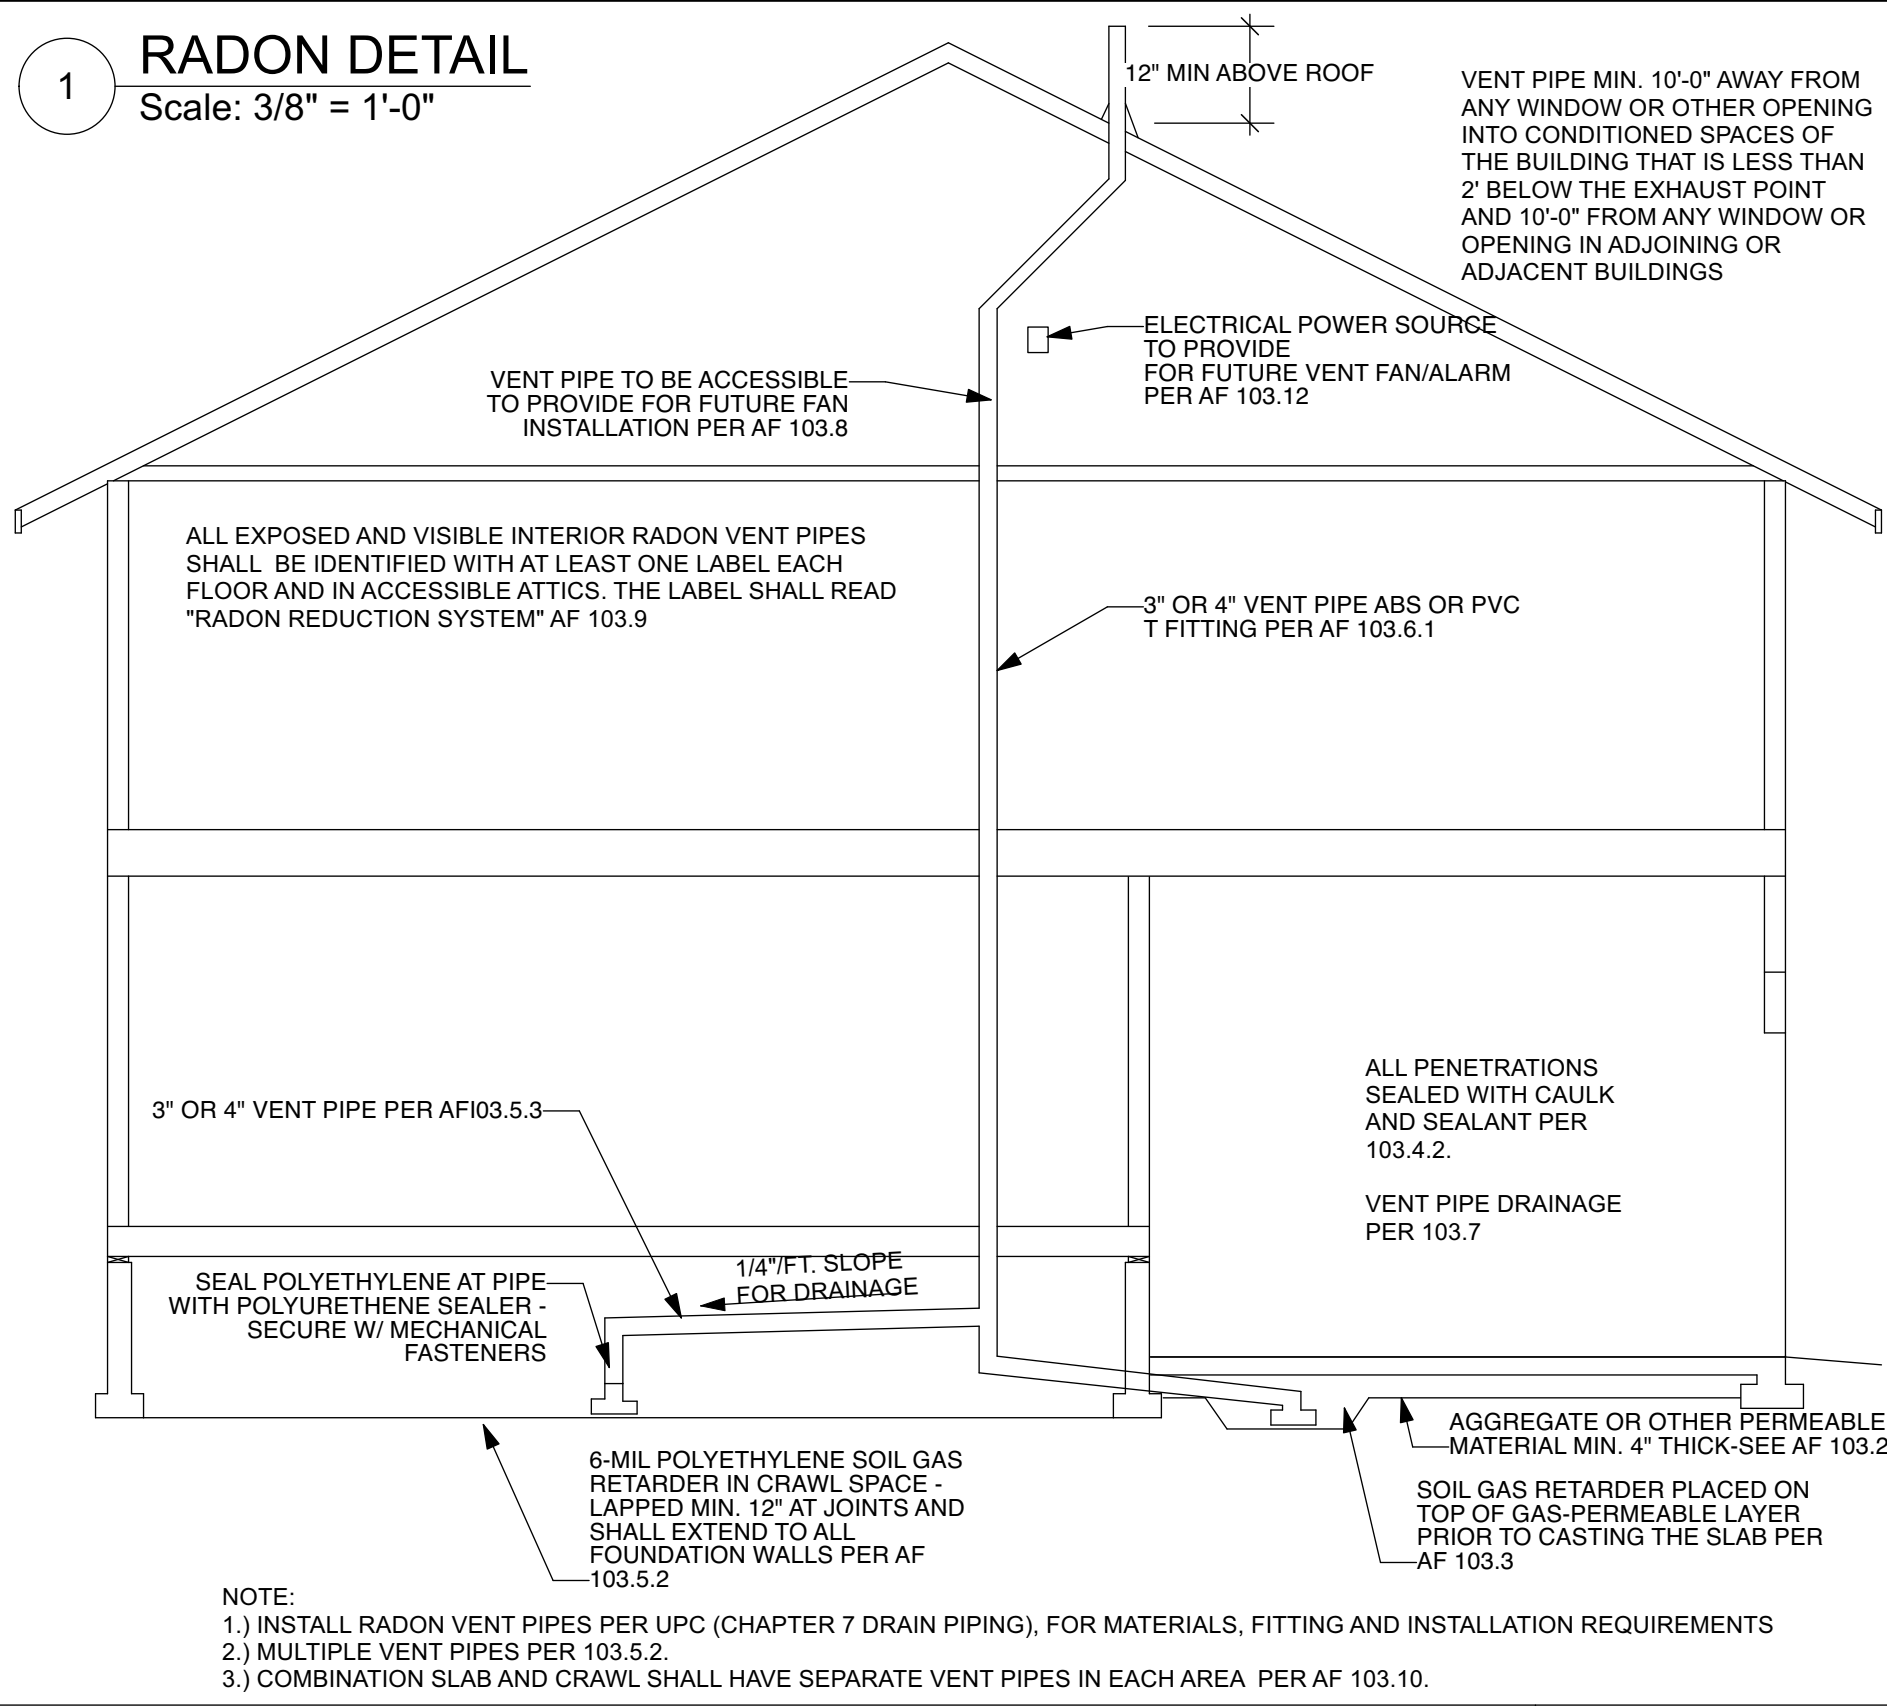 1
RADON DETAIL
Scale: 3/8" = 1'-0"
12" MIN ABOVE ROOF
VENT PIPE MIN. 10'-0" AWAY FROM
ANY WINDOW OR OTHER OPENING
INTO CONDITIONED SPACES OF
THE BUILDING THAT IS LESS THAN
2' BELOW THE EXHAUST POINT
AND 10'-0" FROM ANY WINDOW OR
OPENING IN ADJOINING OR
ADJACENT BUILDINGS
ELECTRICAL POWER SOURCE
TO PROVIDE
FOR FUTURE VENT FAN/ALARM
PER AF 103.12
VENT PIPE TO BE ACCESSIBLE
TO PROVIDE FOR FUTURE FAN
INSTALLATION PER AF 103.8
ALL EXPOSED AND VISIBLE INTERIOR RADON VENT PIPES
SHALL BE IDENTIFIED WITH AT LEAST ONE LABEL EACH
FLOOR AND IN ACCESSIBLE ATTICS. THE LABEL SHALL READ
"RADON REDUCTION SYSTEM" AF 103.9
3" OR 4" VENT PIPE ABS OR PVC
T FITTING PER AF 103.6.1
ALL PENETRATIONS
SEALED WITH CAULK
AND SEALANT PER
103.4.2.
VENT PIPE DRAINAGE
PER 103.7
3" OR 4" VENT PIPE PER AFI03.5.3
1/4"/FT. SLOPE
FOR DRAINAGE
SEAL POLYETHYLENE AT PIPE
WITH POLYURETHENE SEALER -
SECURE W/ MECHANICAL
FASTENERS
AGGREGATE OR OTHER PERMEABLE
MATERIAL MIN. 4" THICK-SEE AF 103.2
6-MIL POLYETHYLENE SOIL GAS
RETARDER IN CRAWL SPACE -
LAPPED MIN. 12" AT JOINTS AND
SHALL EXTEND TO ALL
FOUNDATION WALLS PER AF
103.5.2
SOIL GAS RETARDER PLACED ON
TOP OF GAS-PERMEABLE LAYER
PRIOR TO CASTING THE SLAB PER
AF 103.3
NOTE:
1.) INSTALL RADON VENT PIPES PER UPC (CHAPTER 7 DRAIN PIPING), FOR MATERIALS, FITTING AND INSTALLATION REQUIREMENTS
2.) MULTIPLE VENT PIPES PER 103.5.2.
3.) COMBINATION SLAB AND CRAWL SHALL HAVE SEPARATE VENT PIPES IN EACH AREA PER AF 103.10.